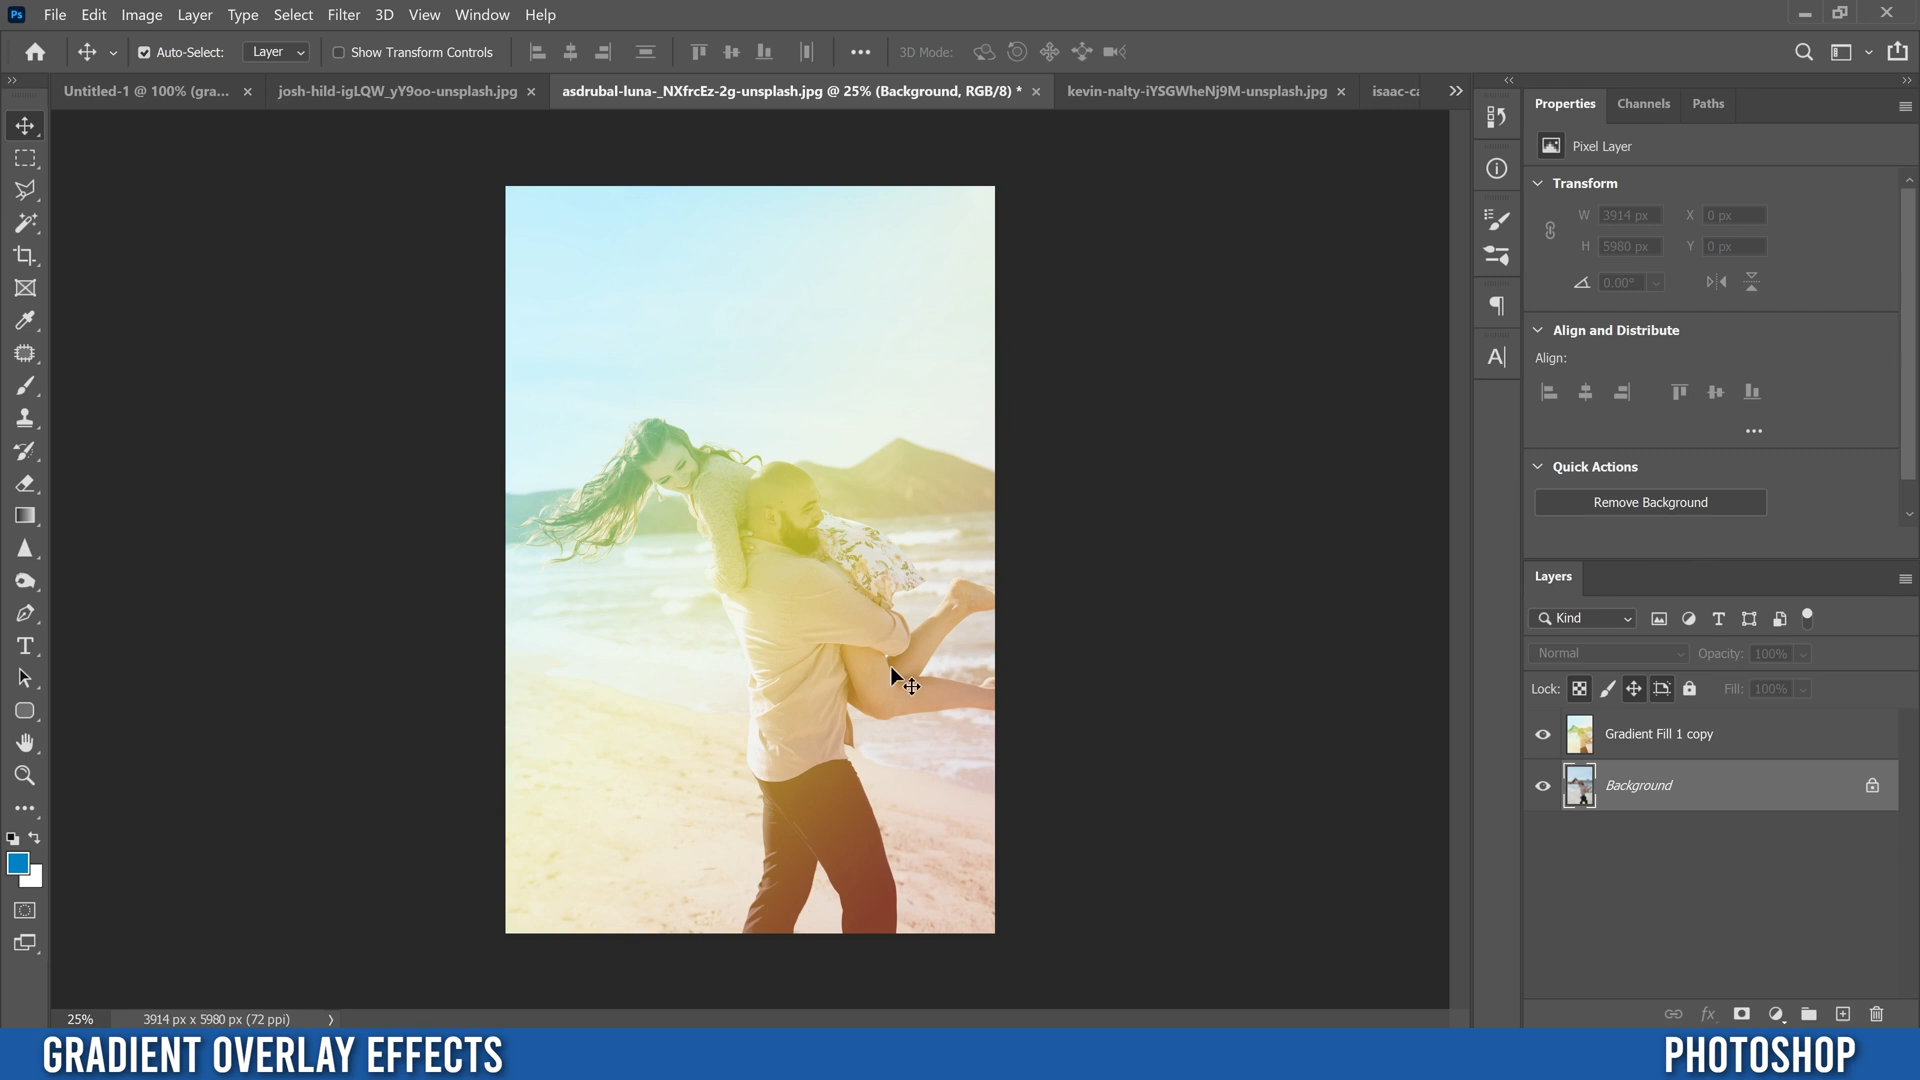 Ps File Edit Image Layer Type Select Filter 3D View Window Help
Auto-Select: Layer Show Transform Controls 3D Mode:
Untitled-1 @ 100% (gra... josh-hild-igLQW_yY9oo-unsplash.jpg asdrubal-luna-_NXfrcEz-2g-unsplash.jpg @ 25% (Background, RGB/8) * kevin-nalty-iYSGWheNj9M-unsplash.jpg isaac-ca
Properties Channels Paths
Pixel Layer
Transform
W 3914 px X 0 px
H 5980 px Y 0 px
0.00°
Align and Distribute
Align:
Quick Actions
Remove Background
Layers
Kind
Normal Opacity: 100%
Lock: Fill: 100%
Gradient Fill 1 copy
Background
25% 3914 px x 5980 px (72 ppi)
GRADIENT OVERLAY EFFECTS PHOTOSHOP